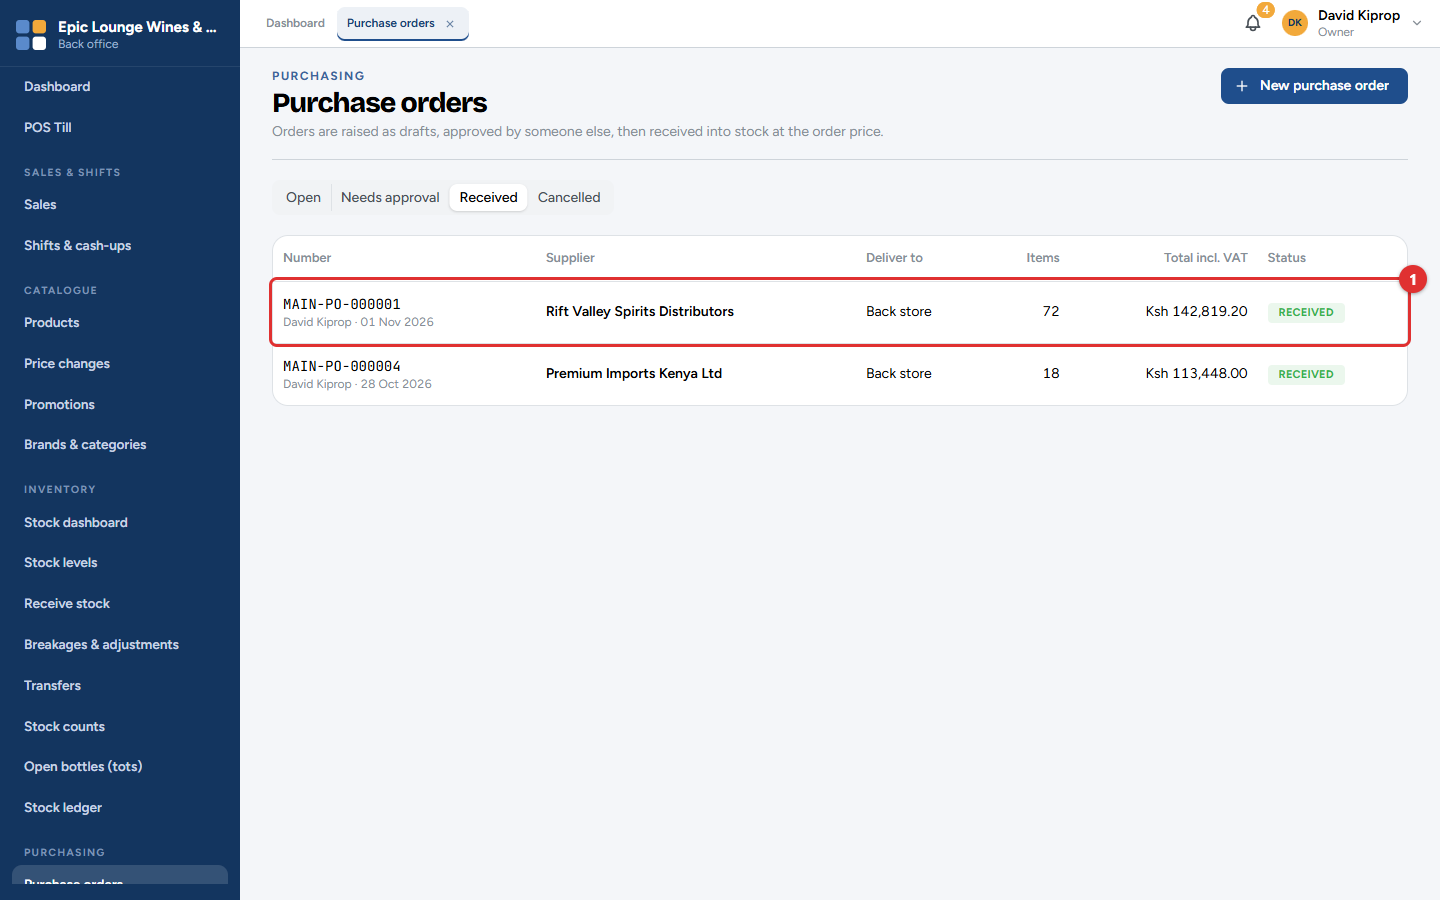 Epic Lounge Wines & ...
Back office
Dashboard
POS Till
SALES & SHIFTS
Sales
Shifts & cash-ups
CATALOGUE
Products
Price changes
Promotions
Brands & categories
INVENTORY
Stock dashboard
Stock levels
Receive stock
Breakages & adjustments
Transfers
Stock counts
Open bottles (tots)
Stock ledger
PURCHASING
Purchase orders
Dashboard
Purchase orders ×
4
DK
David Kiprop
Owner
PURCHASING
Purchase orders
Orders are raised as drafts, approved by someone else, then received into stock at the order price.
+ New purchase order
Open Needs approval Received Cancelled
Number Supplier Deliver to Items Total incl. VAT Status
1
MAIN-PO-000001 Rift Valley Spirits Distributors Back store 72 Ksh 142,819.20 RECEIVED
David Kiprop · 01 Nov 2026
MAIN-PO-000004 Premium Imports Kenya Ltd Back store 18 Ksh 113,448.00 RECEIVED
David Kiprop · 28 Oct 2026